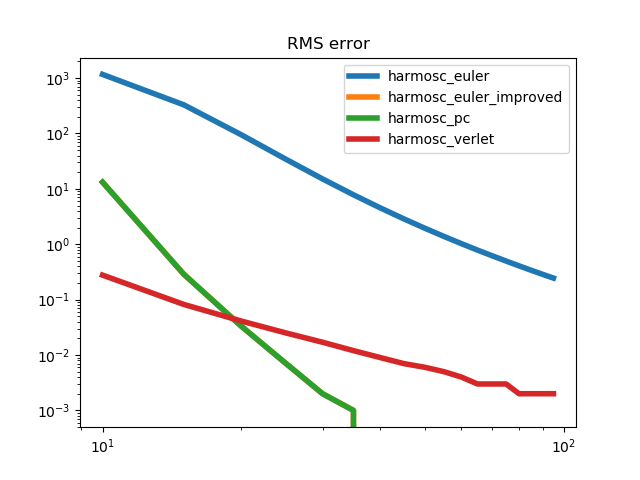 RMS error
harmosc_euler
harmosc_euler_improved
harmosc_pc
harmosc_verlet
10³
10²
10¹
10⁰
10⁻¹
10⁻²
10⁻³
10¹
10²